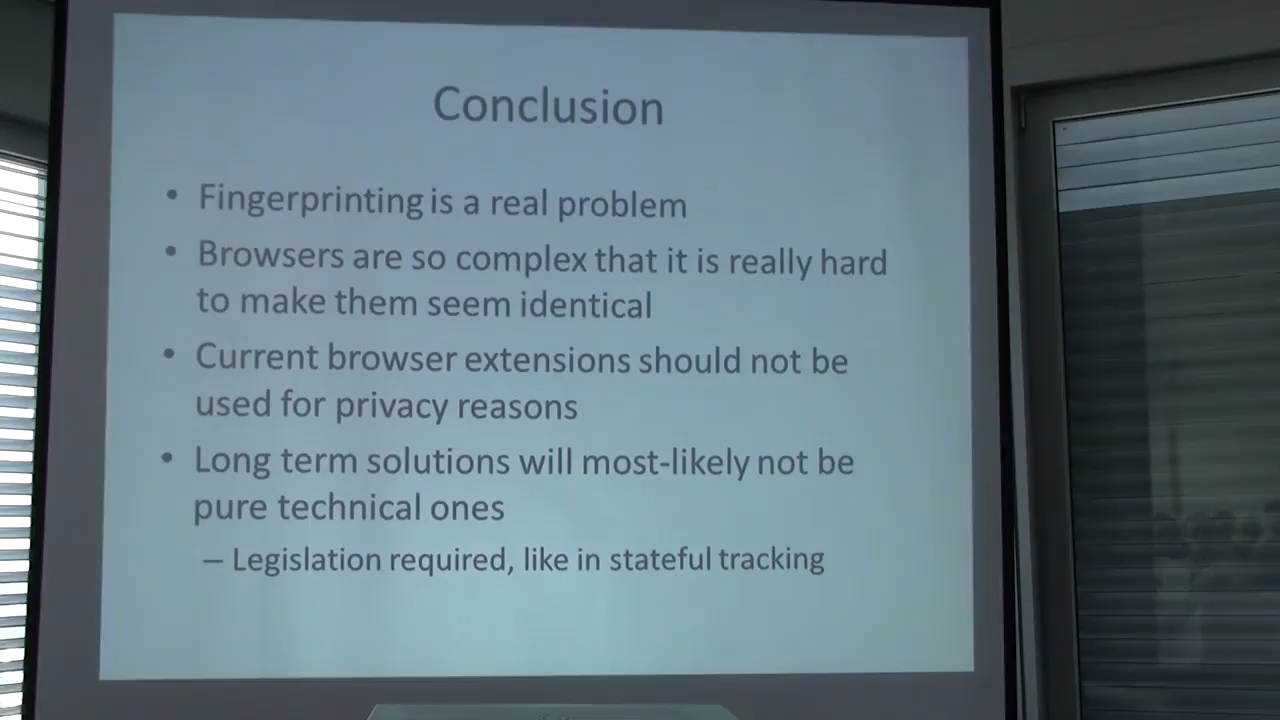 Conclusion
• Fingerprinting is a real problem
• Browsers are so complex that it is really hard
to make them seem identical
• Current browser extensions should not be
used for privacy reasons
• Long term solutions will most-likely not be
pure technical ones
– Legislation required, like in stateful tracking